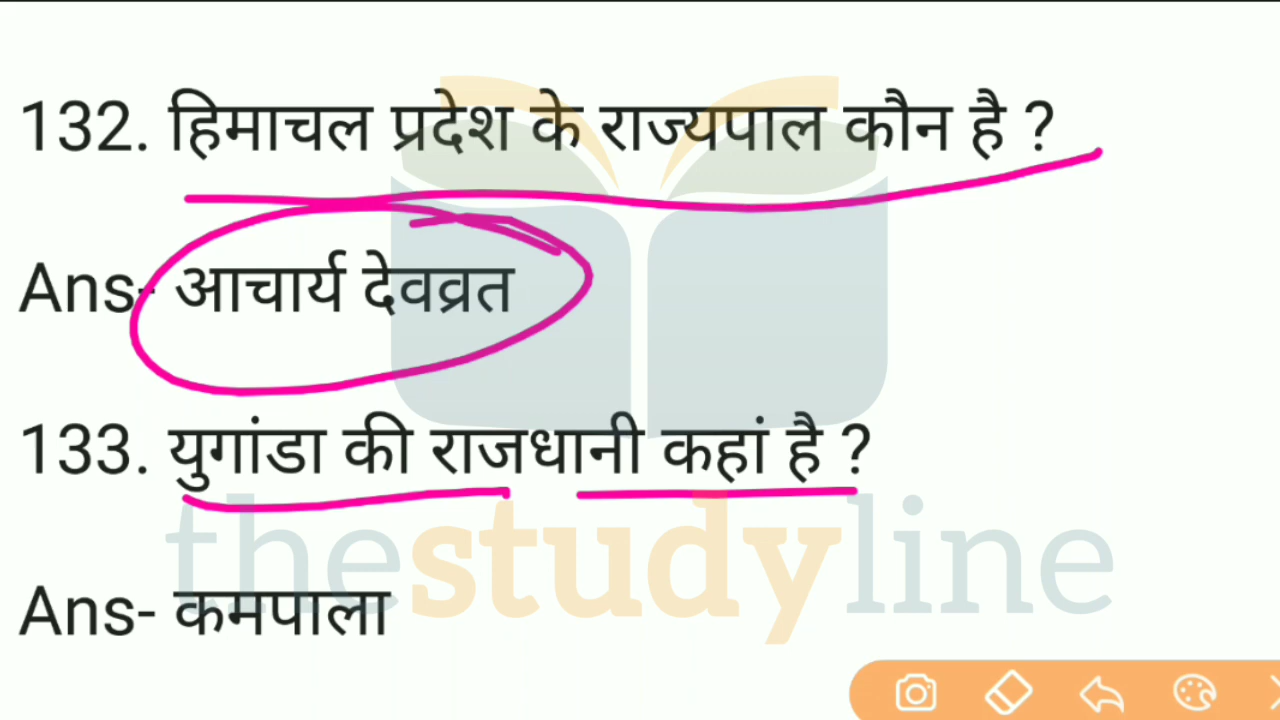 132. हिमाचल प्रदेश के राज्यपाल कौन है ?
Ans- आचार्य देवव्रत
133. युगांडा की राजधानी कहां है ?
thestudyline
Ans- कमपाला